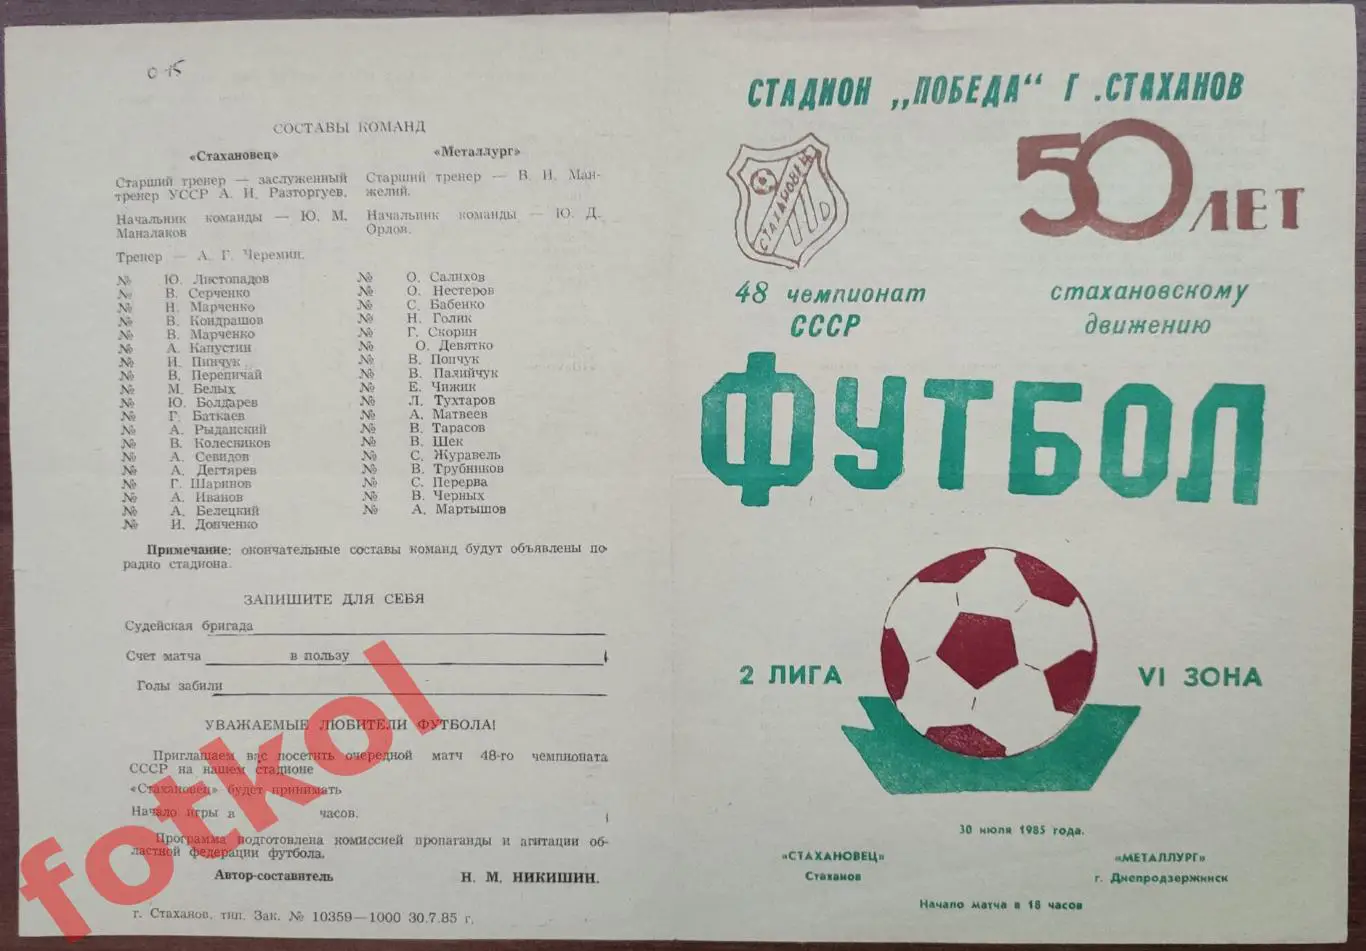 0-15
СОСТАВЫ КОМАНД
«Стахановец»
Старший тренер — заслуженный
тренер УССР А. И. Разторгуев.
Начальник команды — Ю. М.
Маналаков
Тренер — А. Г. Черемин.
№ Ю. Листопадов
№ В. Серченко
№ Н. Марченко
№ В. Кондрашов
№ В. Марченко
№ А. Капустин
№ И. Пинчук
№ В. Перепичай
№ М. Белых
№ Ю. Болдарев
№ Г. Баткаев
№ А. Рыданский
№ В. Колесников
№ А. Севидов
№ А. Дегтярев
№ Г. Шаринов
№ А. Иванов
№ А. Белецкий
№ И. Донченко
«Металлург»
Старший тренер — В. И. Ман-
желий.
Начальник команды — Ю. Д.
Орлов.
№ О. Салихов
№ О. Нестеров
№ С. Бабенко
№ Н. Голик
№ Г. Скорин
№ О. Девятко
№ В. Попчук
№ В. Палийчук
№ Е. Чижик
№ Л. Тухтаров
№ А. Матвеев
№ В. Тарасов
№ В. Шек
№ С. Журавель
№ В. Трубников
№ С. Перерва
№ В. Черных
№ А. Мартышов
Примечание: окончательные составы команд будут объявлены по
радио стадиона.
ЗАПИШИТЕ ДЛЯ СЕБЯ
Судейская бригада
Счет матча в пользу
Голы забили
УВАЖАЕМЫЕ ЛЮБИТЕЛИ ФУТБОЛА!
Приглашаем вас посетить очередной матч 48-го чемпионата
СССР на нашем стадионе
«Стахановец» будет принимать
Начало игры в часов.
Программа подготовлена комиссией пропаганды и агитации об-
ластной федерации футбола.
Автор-составитель Н. М. НИКИШИН.
г. Стаханов, тип. Зак. № 10359—1000 30.7.85 г.
fotkol
СТАДИОН „ПОБЕДА“ Г .СТАХАНОВ
СТАХАНОВЕЦ
50 ЛЕТ
48 чемпионат
СССР
стахановскому
движению
ФУТБОЛ
2 ЛИГА
VI ЗОНА
30 июля 1985 года.
«СТАХАНОВЕЦ»
Стаханов
«МЕТАЛЛУРГ»
г. Днепродзержинск
Начало матча в 18 часов